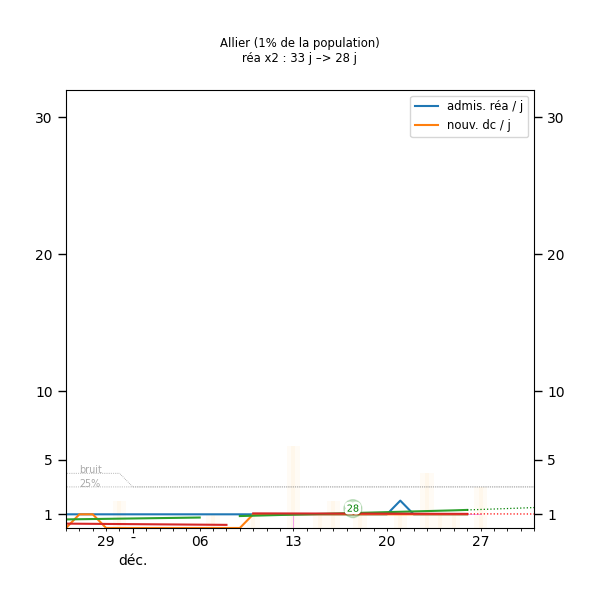 Allier (1% de la population)
réa x2 : 33 j –> 28 j
admis. réa / j
nouv. dc / j
30 30
20 20
10 10
5 5
bruit
25%
28
1 1
29 - 06 13 20 27
déc.